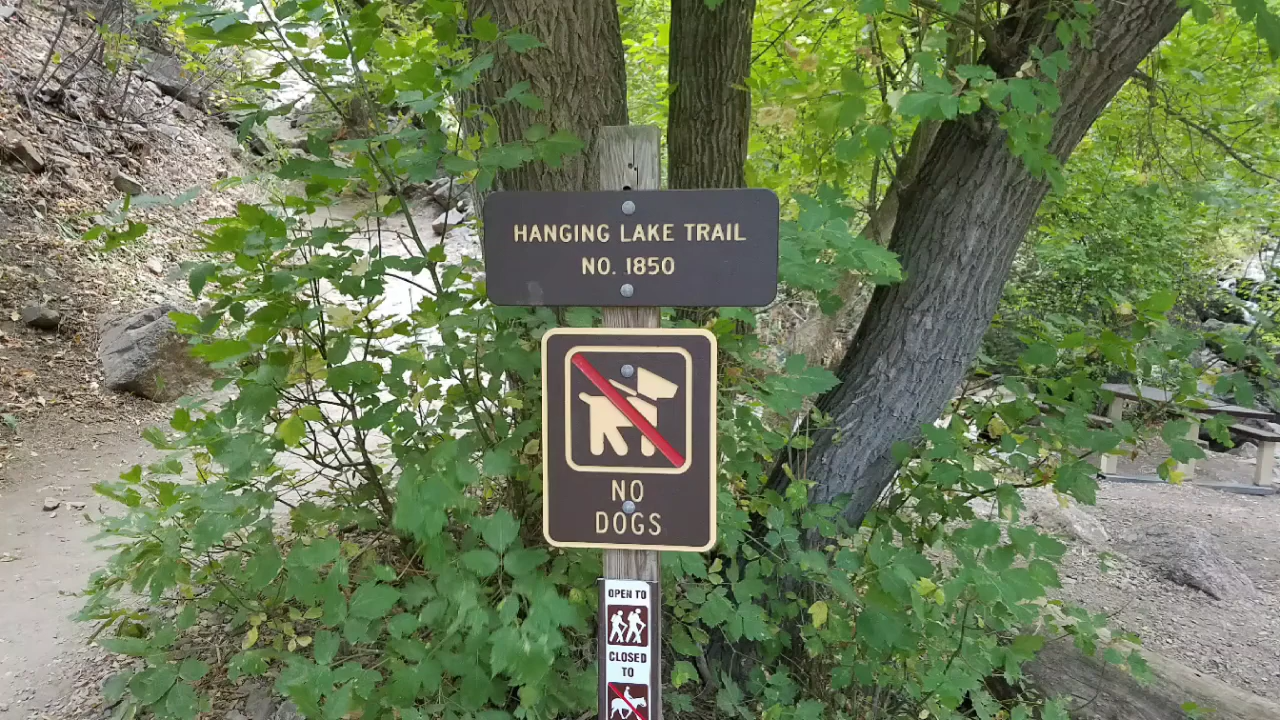 HANGING LAKE TRAIL
NO. 1850
NO
DOGS
OPEN TO
CLOSED
TO